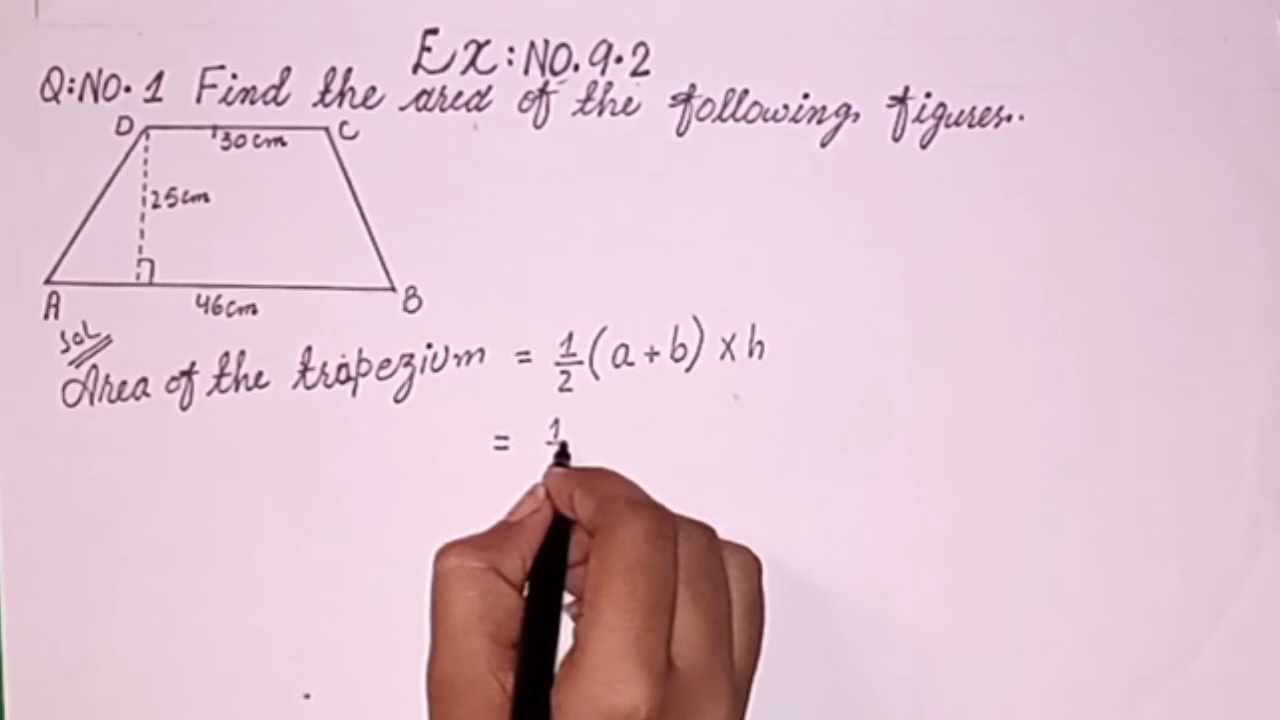 Ex:NO.9.2
Q:NO.1 Find the area of the following figures.
D 30cm C
25cm
A 46cm B
Sol
Area of the trapezium = 1/2 (a+b) × h
= 1